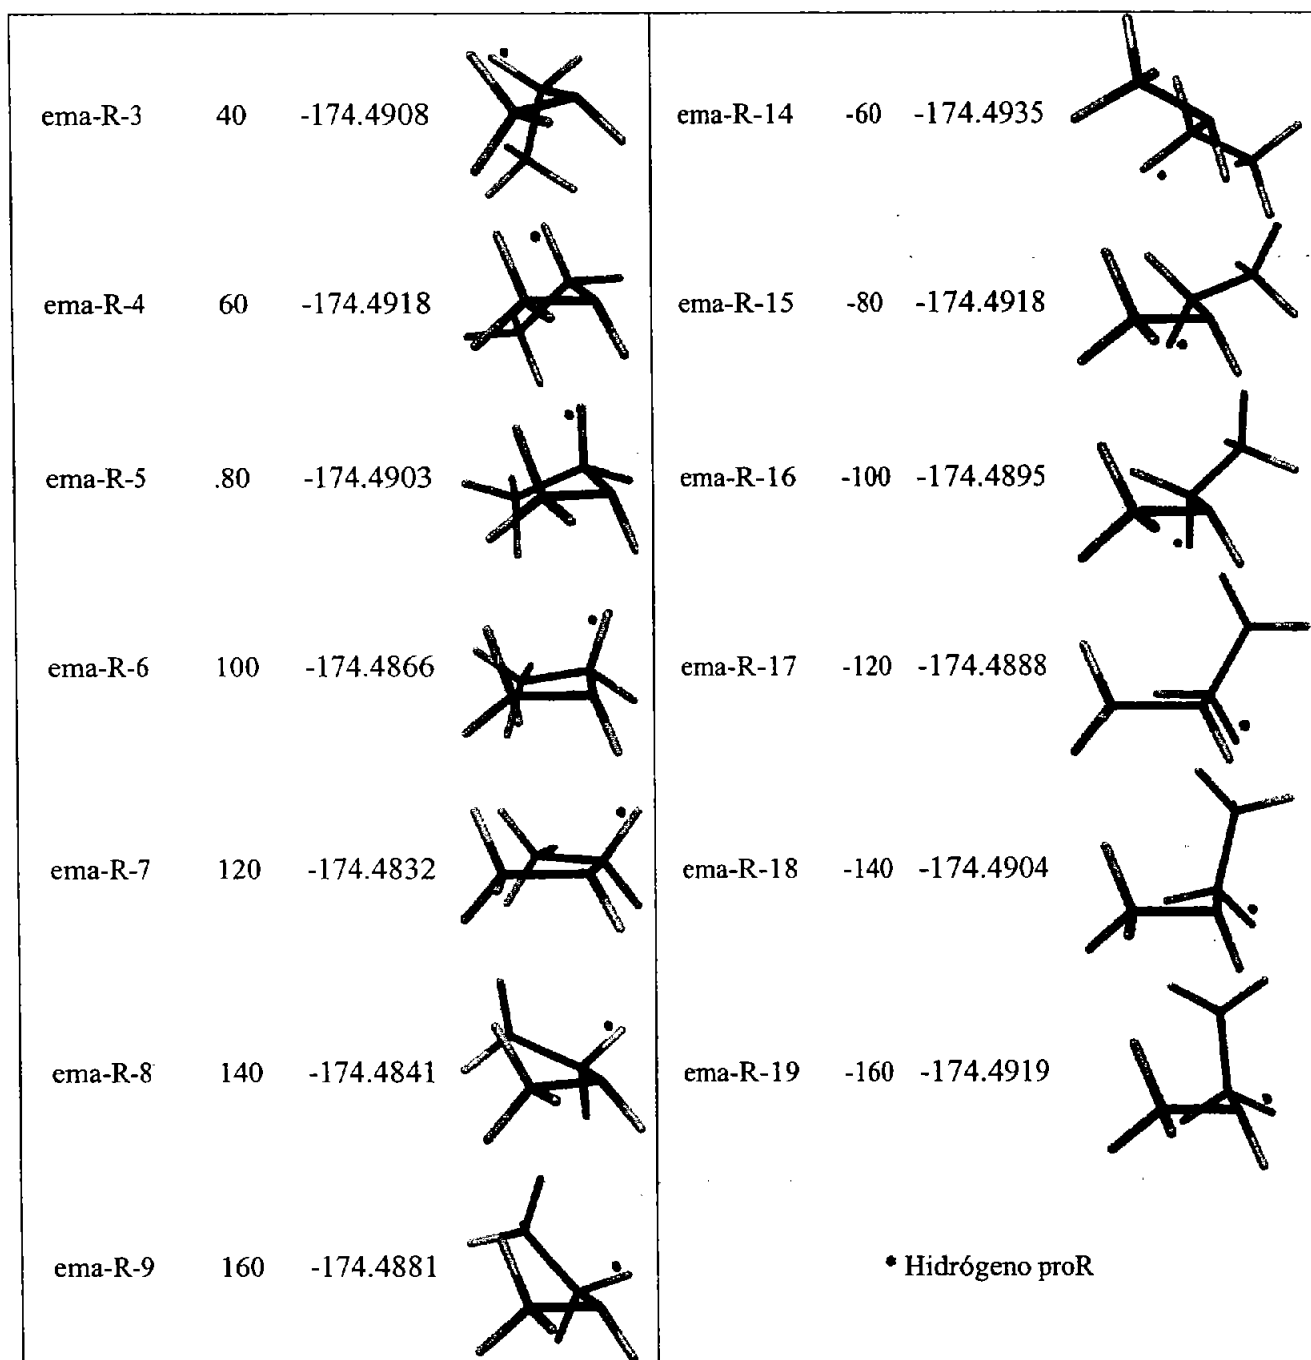 ema-R-3 40 -174.4908
ema-R-4 60 -174.4918
ema-R-5 .80 -174.4903
ema-R-6 100 -174.4866
ema-R-7 120 -174.4832
ema-R-8 140 -174.4841
ema-R-9 160 -174.4881
ema-R-14 -60 -174.4935
ema-R-15 -80 -174.4918
ema-R-16 -100 -174.4895
ema-R-17 -120 -174.4888
ema-R-18 -140 -174.4904
ema-R-19 -160 -174.4919
* Hidrógeno proR